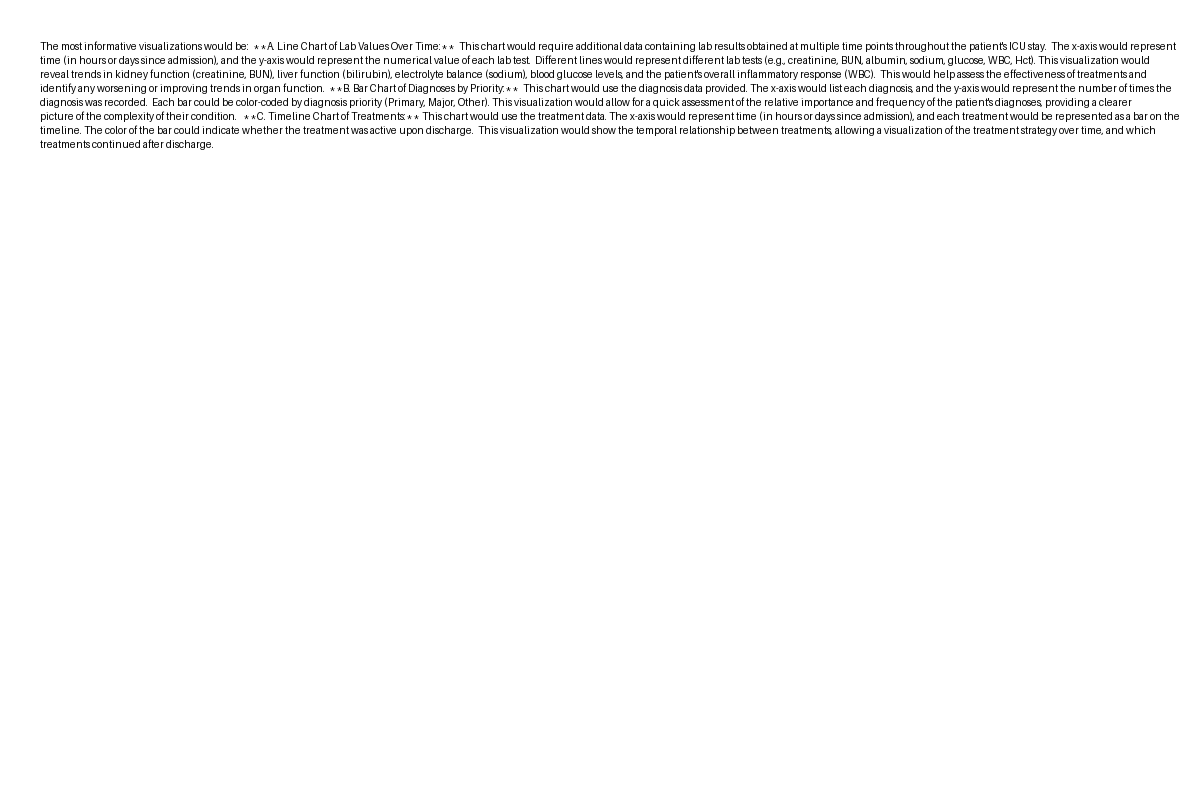 The most informative visualizations would be:  **A. Line Chart of Lab Values Over Time:**  This chart would require additional data containing lab results obtained at multiple time points throughout the patient's ICU stay.  The x-axis would represent
time (in hours or days since admission), and the y-axis would represent the numerical value of each lab test.  Different lines would represent different lab tests (e.g., creatinine, BUN, albumin, sodium, glucose, WBC, Hct). This visualization would
reveal trends in kidney function (creatinine, BUN), liver function (bilirubin), electrolyte balance (sodium), blood glucose levels, and the patient's overall inflammatory response (WBC).  This would help assess the effectiveness of treatments and
identify any worsening or improving trends in organ function.  **B. Bar Chart of Diagnoses by Priority:**  This chart would use the diagnosis data provided. The x-axis would list each diagnosis, and the y-axis would represent the number of times the
diagnosis was recorded.  Each bar could be color-coded by diagnosis priority (Primary, Major, Other). This visualization would allow for a quick assessment of the relative importance and frequency of the patient's diagnoses, providing a clearer
picture of the complexity of their condition.   **C. Timeline Chart of Treatments:** This chart would use the treatment data. The x-axis would represent time (in hours or days since admission), and each treatment would be represented as a bar on the
timeline. The color of the bar could indicate whether the treatment was active upon discharge.  This visualization would show the temporal relationship between treatments, allowing a visualization of the treatment strategy over time, and which
treatments continued after discharge.